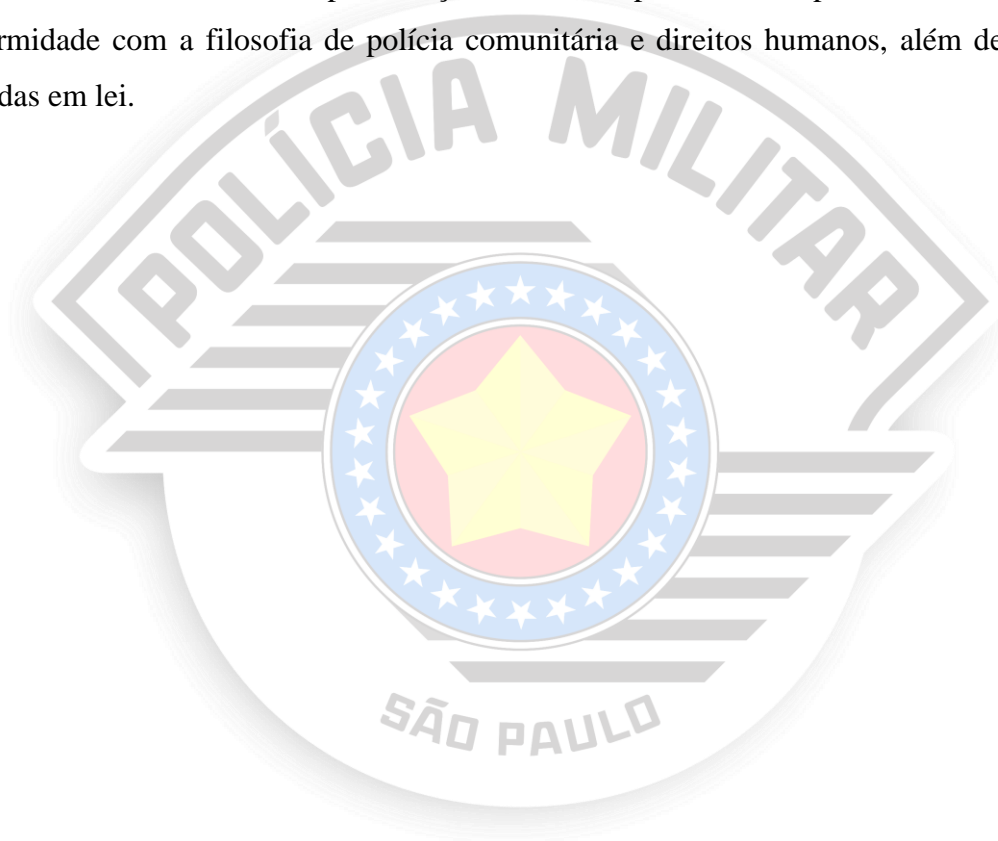 rmidade com a filosofia de polícia comunitária e direitos humanos, além de
das em lei.
POLÍCIA MILITAR
SÃO PAULO